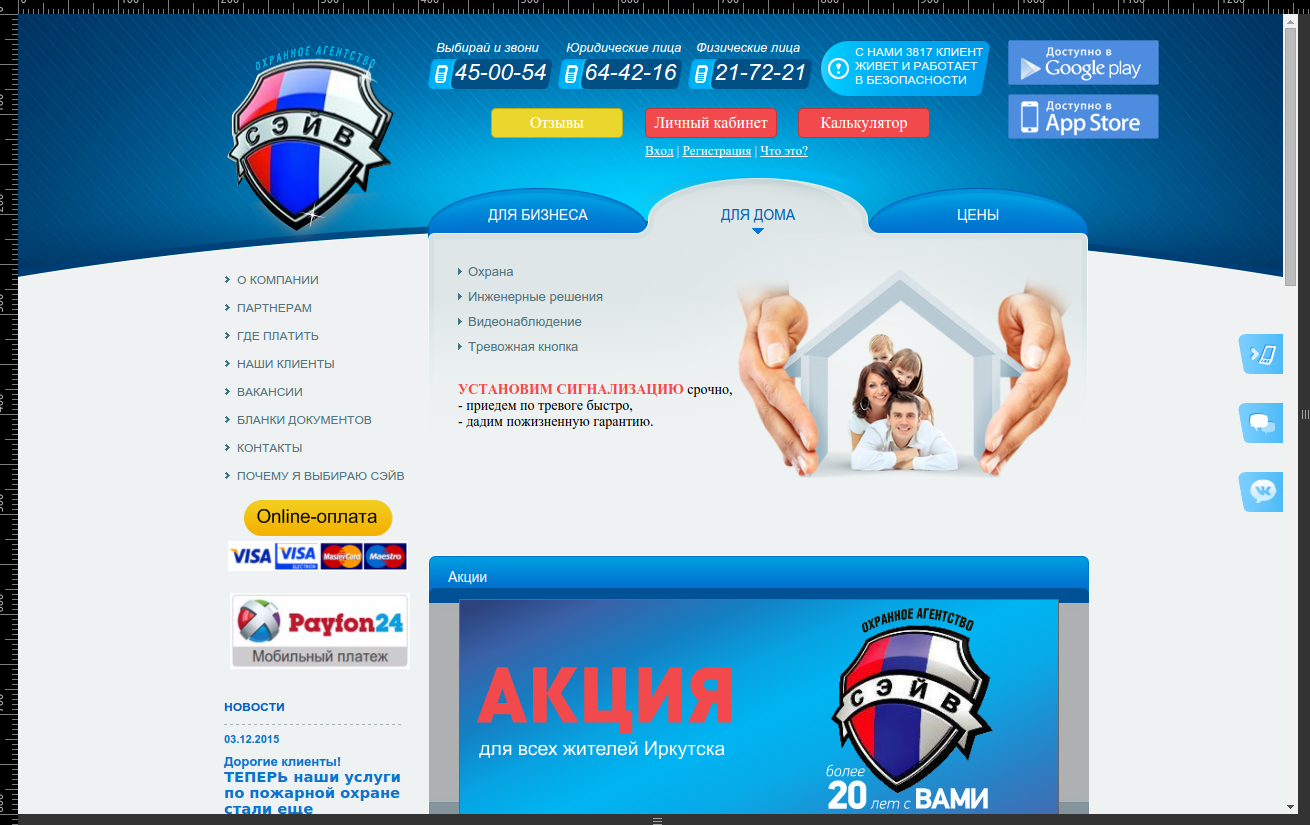 ОХРАННОЕ АГЕНТСТВО
СЭЙВ
Выбирай и звони
45-00-54
Юридические лица
64-42-16
Физические лица
21-72-21
С НАМИ 3817 КЛИЕНТ
ЖИВЕТ И РАБОТАЕТ
В БЕЗОПАСНОСТИ
Доступно в
Google play
Доступно в
App Store
Отзывы
Личный кабинет
Калькулятор
Вход | Регистрация | Что это?
ДЛЯ БИЗНЕСА
ДЛЯ ДОМА
ЦЕНЫ
О КОМПАНИИ
ПАРТНЕРАМ
ГДЕ ПЛАТИТЬ
НАШИ КЛИЕНТЫ
ВАКАНСИИ
БЛАНКИ ДОКУМЕНТОВ
КОНТАКТЫ
ПОЧЕМУ Я ВЫБИРАЮ СЭЙВ
Охрана
Инженерные решения
Видеонаблюдение
Тревожная кнопка
УСТАНОВИМ СИГНАЛИЗАЦИЮ срочно,
- приедем по тревоге быстро,
- дадим пожизненную гарантию.
Online-оплата
VISA VISA MasterCard Maestro
ELECTRON
Payfon24
Мобильный платеж
НОВОСТИ
03.12.2015
Дорогие клиенты!
ТЕПЕРЬ наши услуги
по пожарной охране
стали еще
Акции
АКЦИЯ
для всех жителей Иркутска
ОХРАННОЕ АГЕНТСТВО
СЭЙВ
более
20 лет с ВАМИ